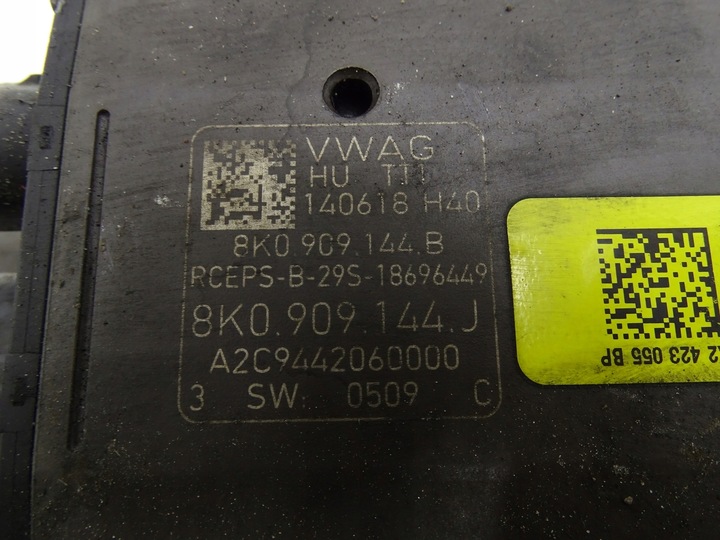 VWAG
HU T11
140618 H40
8K0.909.144.B
RCEPS-B-29S-18696449
8K0.909.144.J
A2C9442060000
3 SW: 0509 C
2 423 055 BP